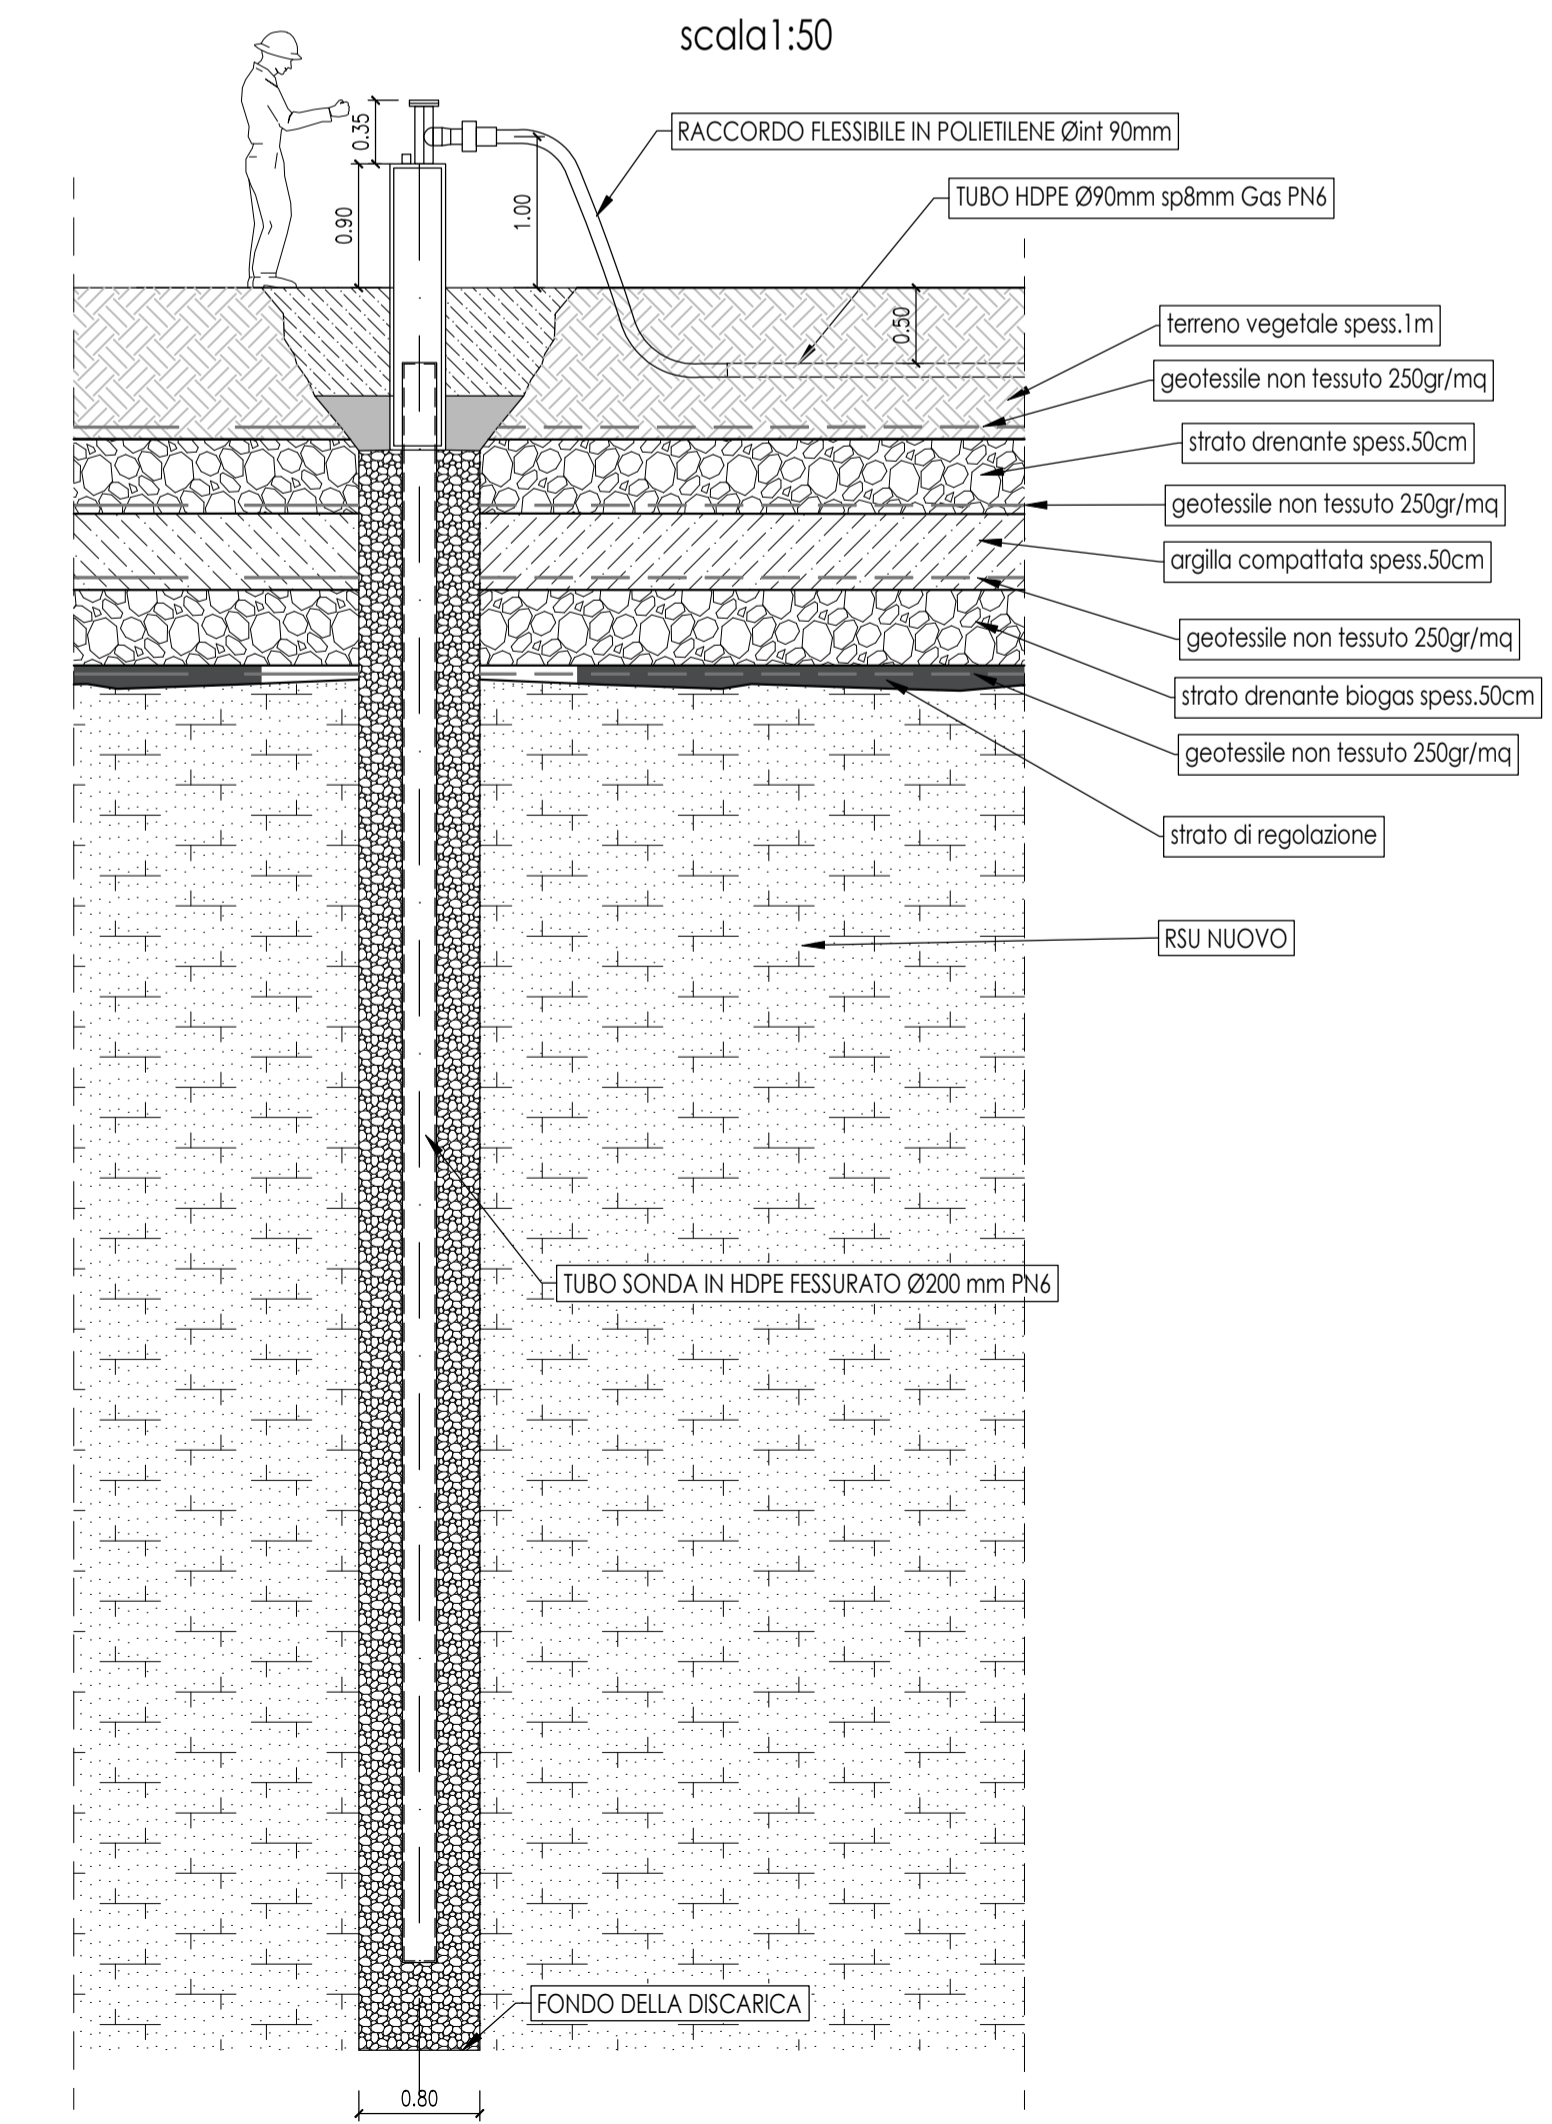 scala1:50
0.35
RACCORDO FLESSIBILE IN POLIETILENE Øint 90mm
TUBO HDPE Ø90mm sp8mm Gas PN6
0.90
1.00
0.50
terreno vegetale spess.1m
geotessile non tessuto 250gr/mq
strato drenante spess.50cm
geotessile non tessuto 250gr/mq
argilla compattata spess.50cm
geotessile non tessuto 250gr/mq
strato drenante biogas spess.50cm
geotessile non tessuto 250gr/mq
strato di regolazione
RSU NUOVO
TUBO SONDA IN HDPE FESSURATO Ø200 mm PN6
FONDO DELLA DISCARICA
0.80